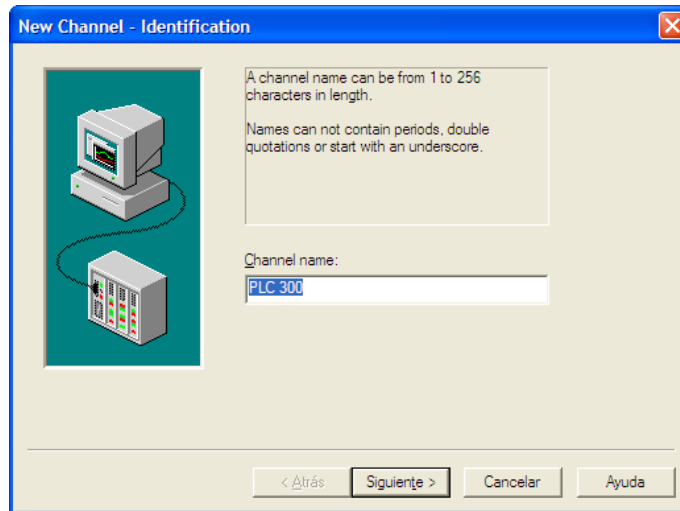 New Channel - Identification
A channel name can be from 1 to 256
characters in length.
Names can not contain periods, double
quotations or start with an underscore.
Channel name:
PLC 300
< Atrás
Siguiente >
Cancelar
Ayuda